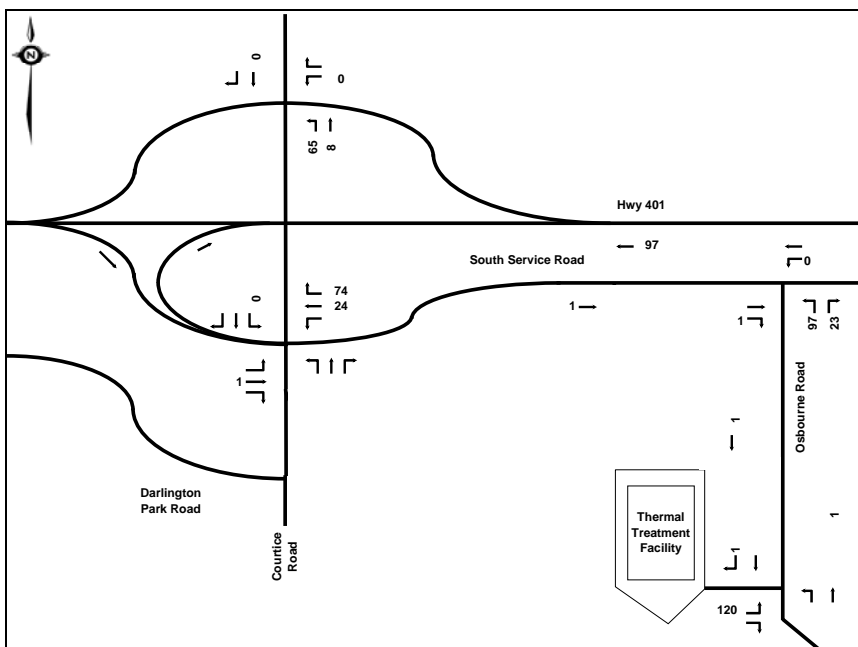 N
0
0
65
8
Hwy 401
97
South Service Road
0
0
74
24
1
1
97
23
1
Osbourne Road
1
Darlington
Park Road
Courtice
Road
Thermal
Treatment
Facility
1
1
120